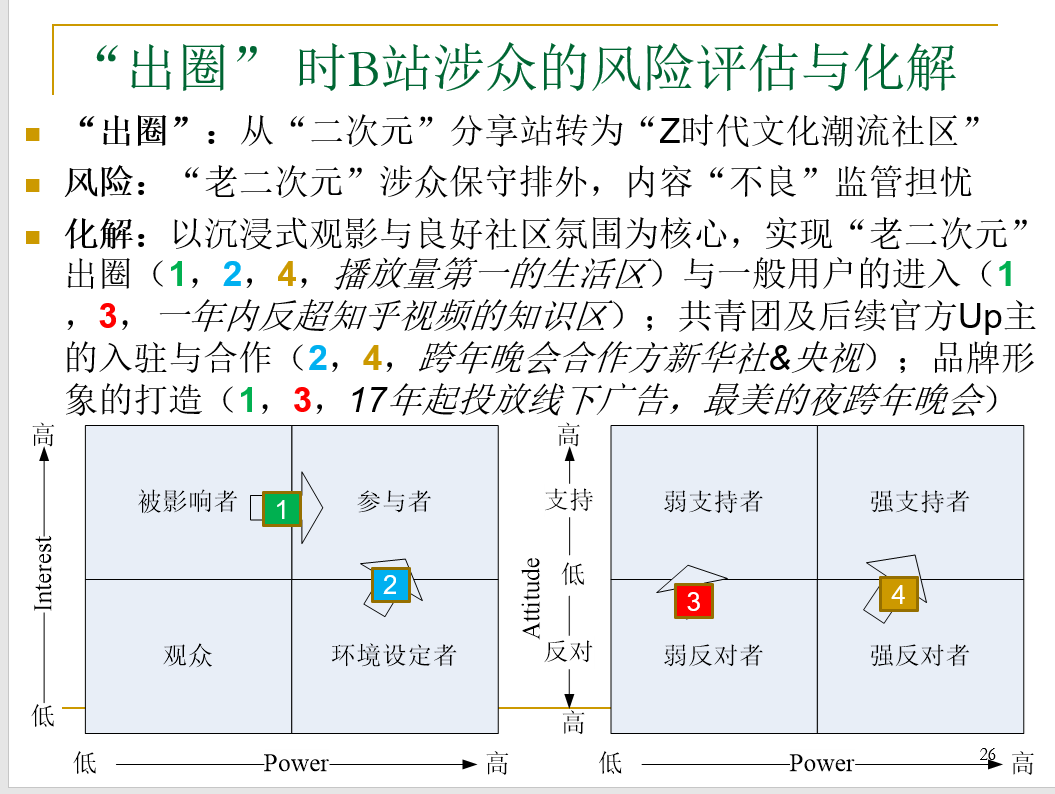 “出圈” 时B站涉众的风险评估与化解
“出圈”：从“二次元”分享站转为“Z时代文化潮流社区”
风险：“老二次元”涉众保守排外，内容“不良”监管担忧
化解：以沉浸式观影与良好社区氛围为核心，实现“老二次元”
出圈（1，2，4，播放量第一的生活区）与一般用户的进入（1
，3，一年内反超知乎视频的知识区）；共青团及后续官方Up主
的入驻与合作（2，4，跨年晚会合作方新华社&央视）；品牌形
象的打造（1，3，17年起投放线下广告，最美的夜跨年晚会）
高
Interest
低
被影响者
1
参与者
2
观众
环境设定者
低
Power
高
高
支持
低
反对
高
Attitude
弱支持者
强支持者
3
4
弱反对者
强反对者
低
Power
高
26